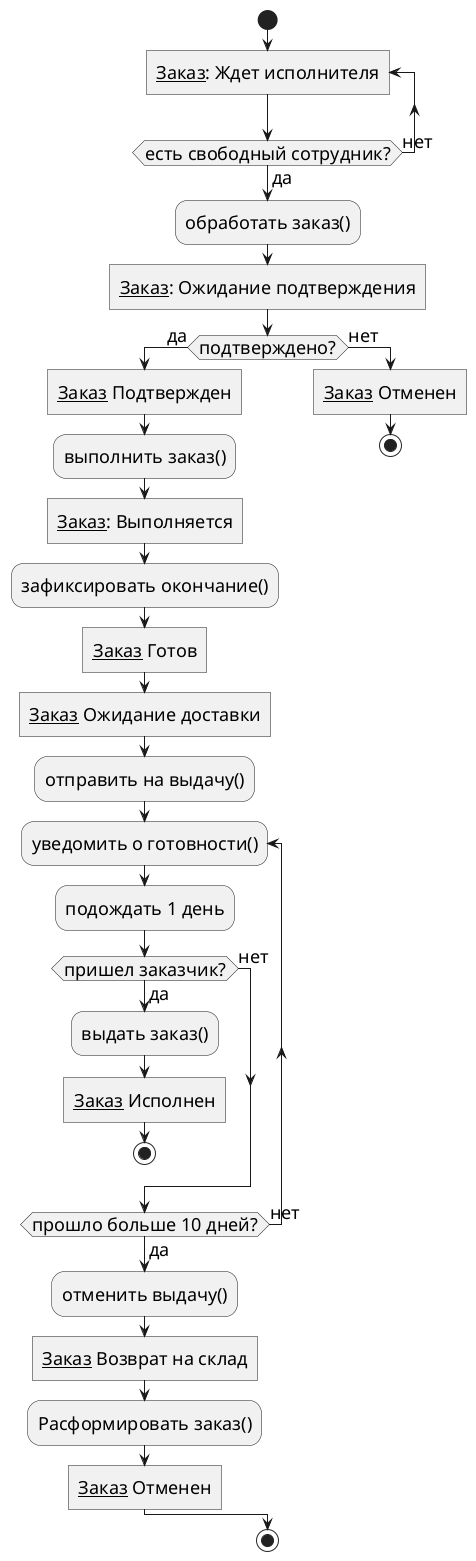 Заказ: Ждет исполнителя
есть свободный сотрудник?
нет
да
обработать заказ()
Заказ: Ожидание подтверждения
да
подтверждено?
нет
Заказ Подтвержден
Заказ Отменен
выполнить заказ()
Заказ: Выполняется
зафиксировать окончание()
Заказ Готов
Заказ Ожидание доставки
отправить на выдачу()
уведомить о готовности()
подождать 1 день
пришел заказчик?
нет
да
выдать заказ()
Заказ Исполнен
прошло больше 10 дней?
нет
да
отменить выдачу()
Заказ Возврат на склад
Расформировать заказ()
Заказ Отменен